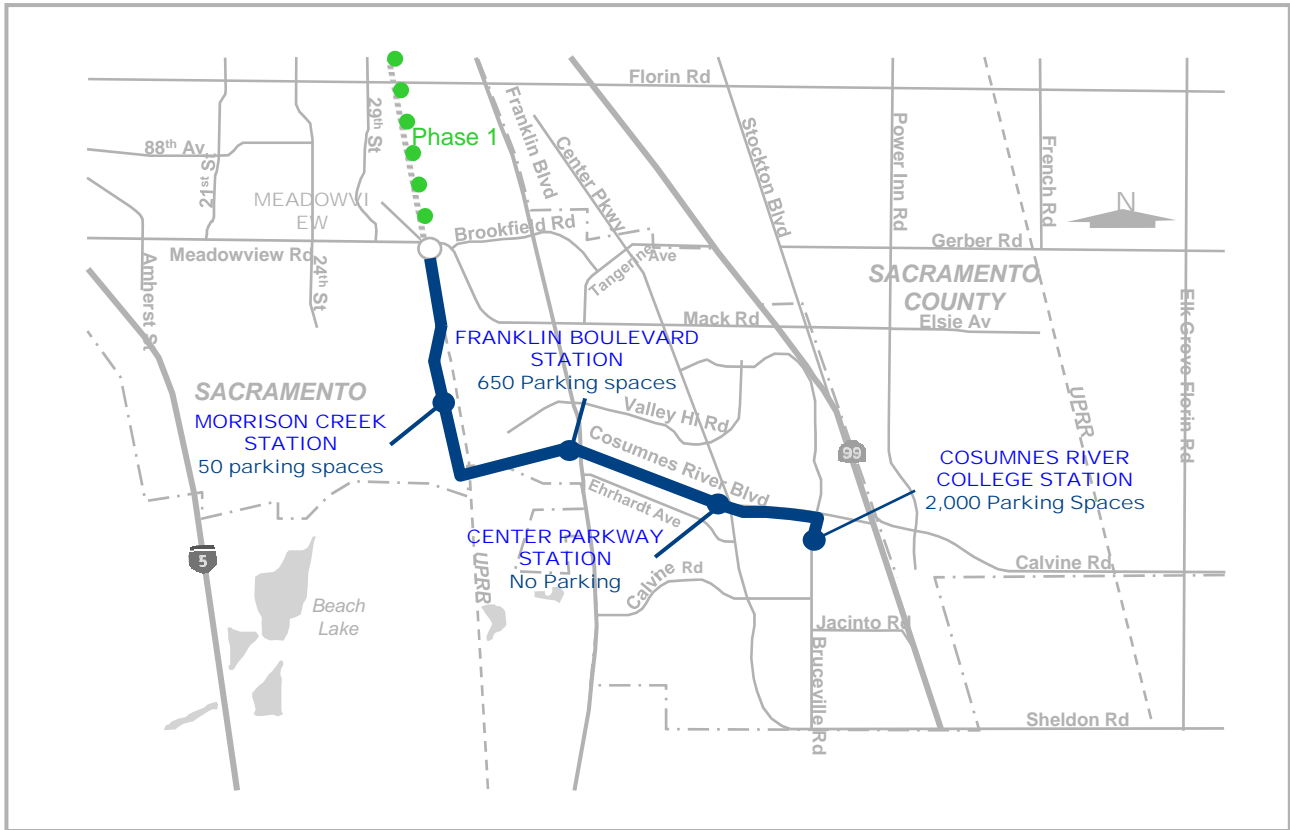 Florin Rd
29th St
Phase 1
Franklin Blvd
Center Pkwy
Stockton Blvd
Power Inn Rd
French Rd
88th Av
21st St
MEADOWVI
EW
N
Brookfield Rd
Gerber Rd
Meadowview Rd
Amherst St
24th St
Tangerine
Ave
SACRAMENTO
COUNTY
Elk Grove Florin Rd
Mack Rd
Elsie Av
FRANKLIN BOULEVARD
STATION
650 Parking spaces
SACRAMENTO
MORRISON CREEK
STATION
50 parking spaces
Valley Hi Rd
UPRR
99
Cosumnes River Blvd
COSUMNES RIVER
COLLEGE STATION
2,000 Parking Spaces
Ehrhardt Ave
CENTER PARKWAY
STATION
No Parking
5
UPRR
Calvine Rd
Calvine Rd
Beach
Lake
Jacinto Rd
Bruceville Rd
Sheldon Rd